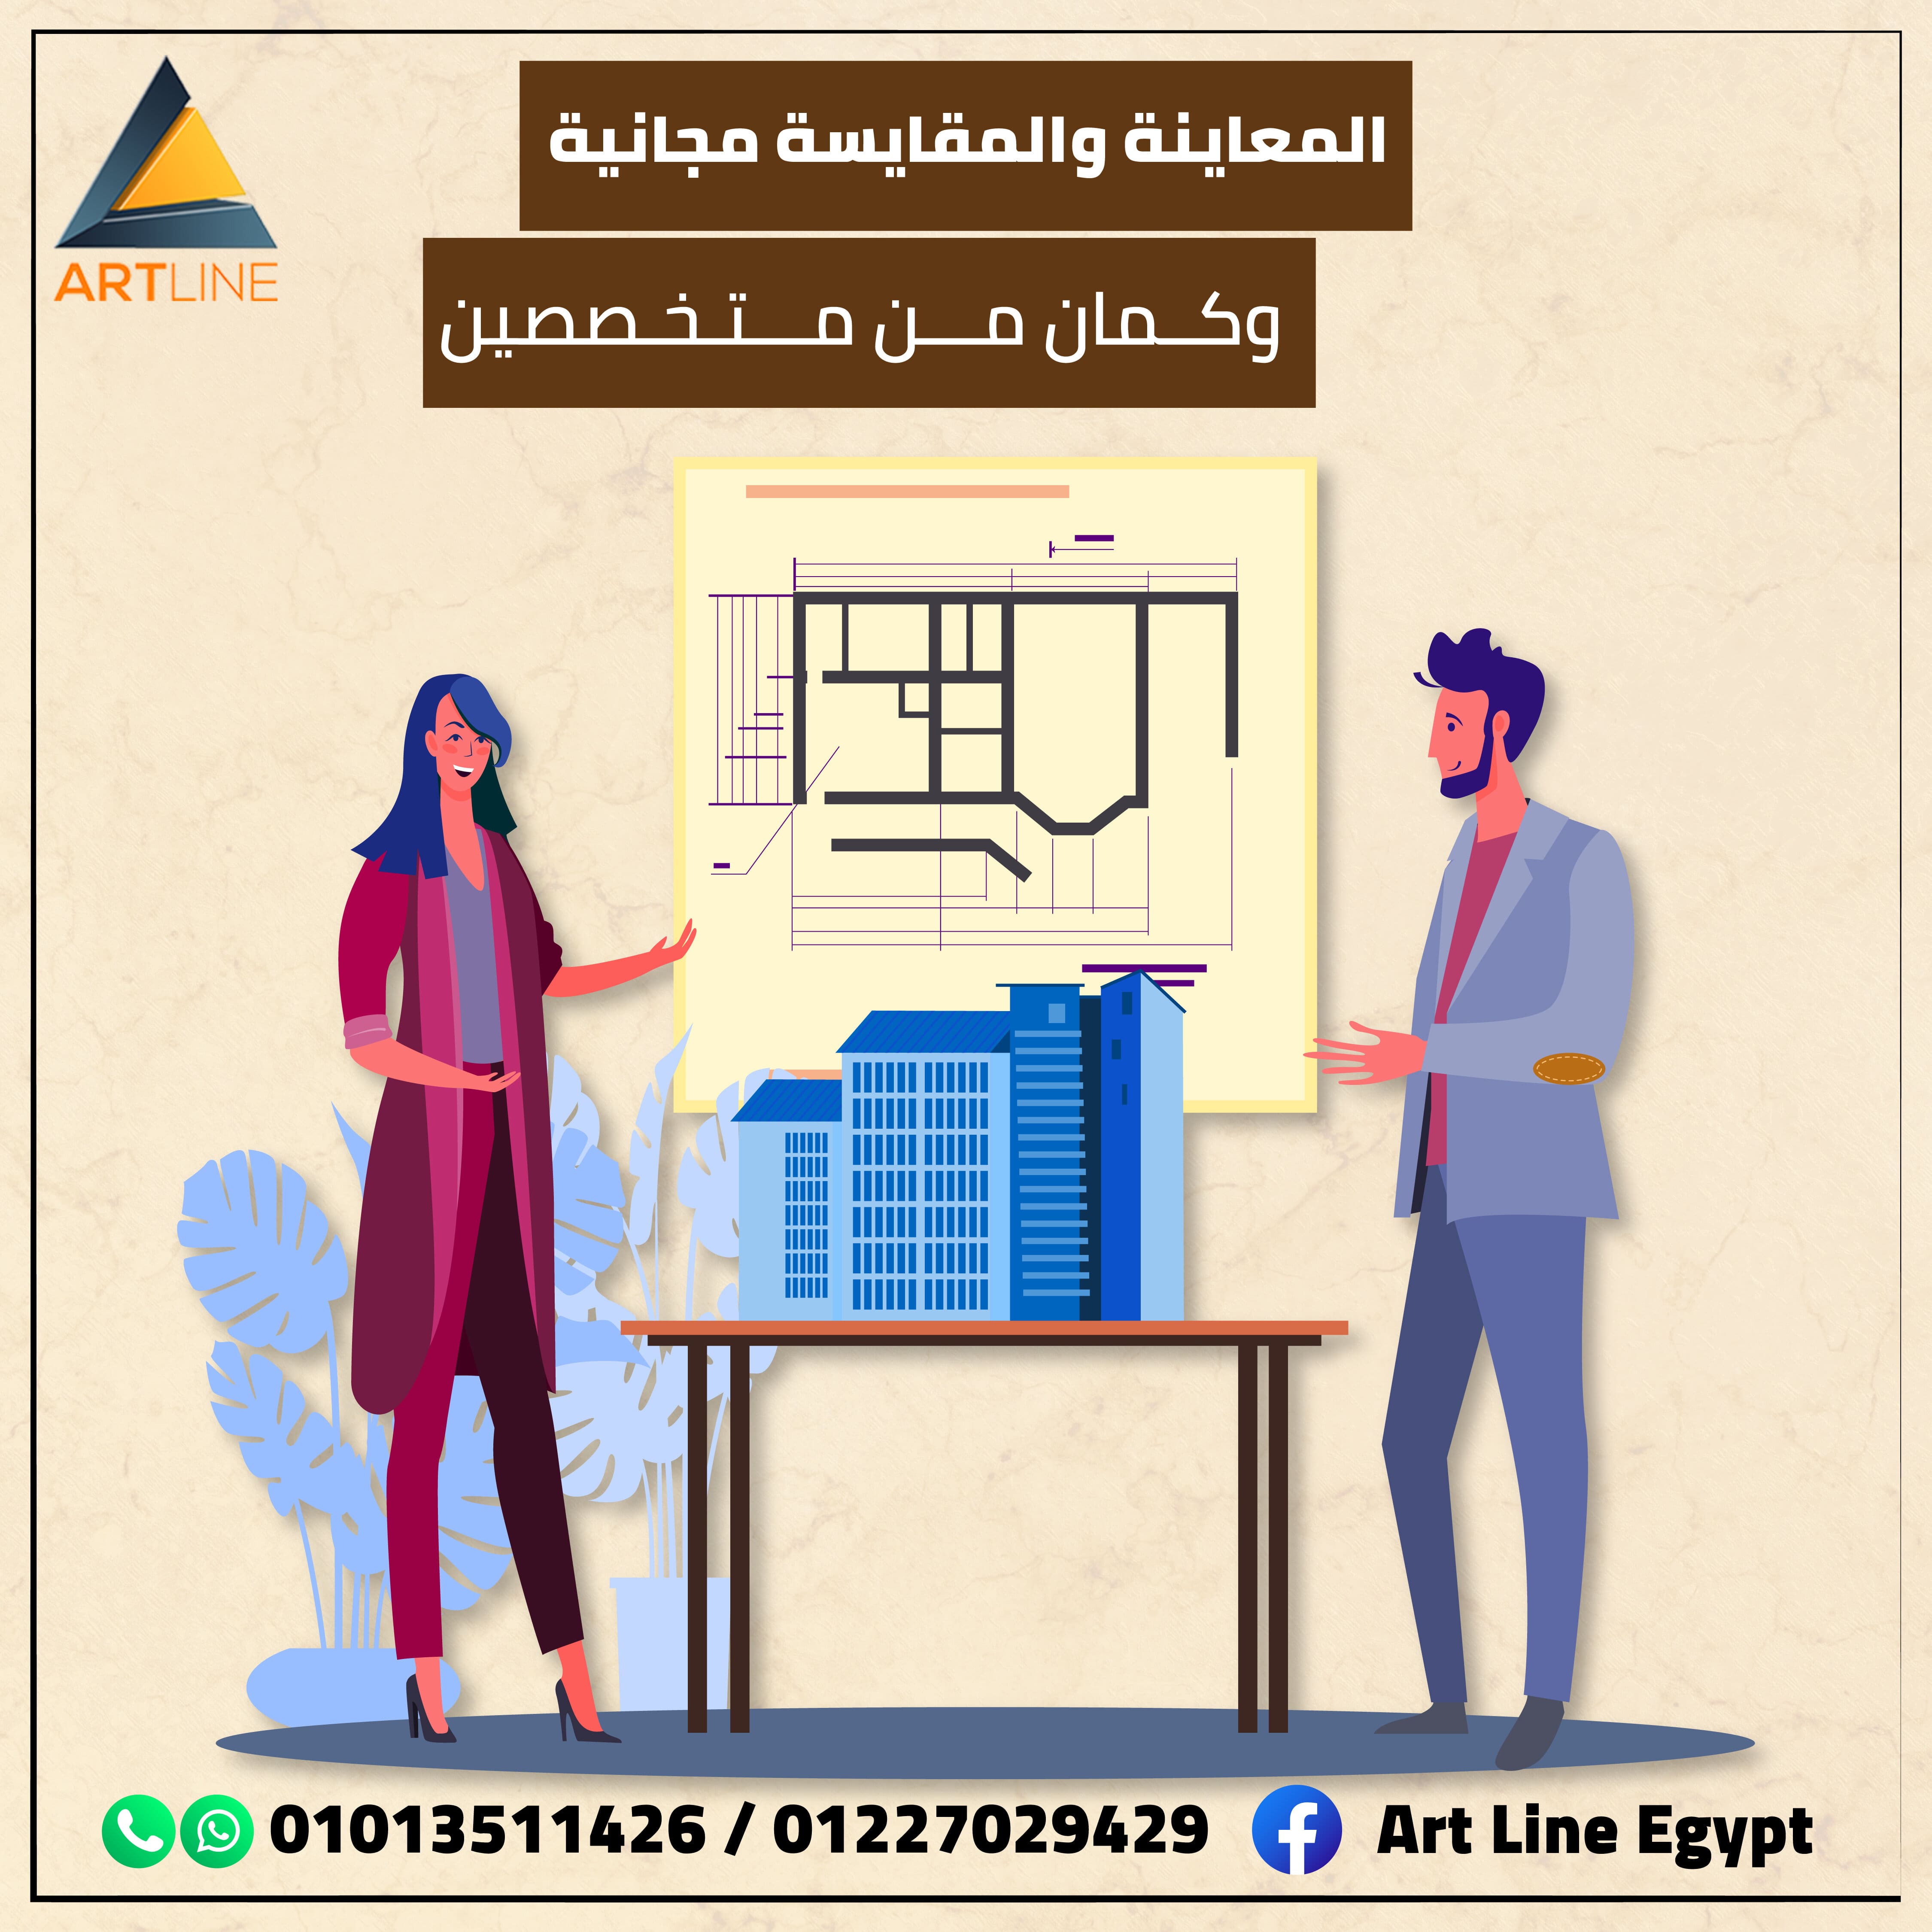 ARTLINE
المعاينة والمقايسة مجانية
وكمان من متخصصين
01013511426 / 01227029429 Art Line Egypt